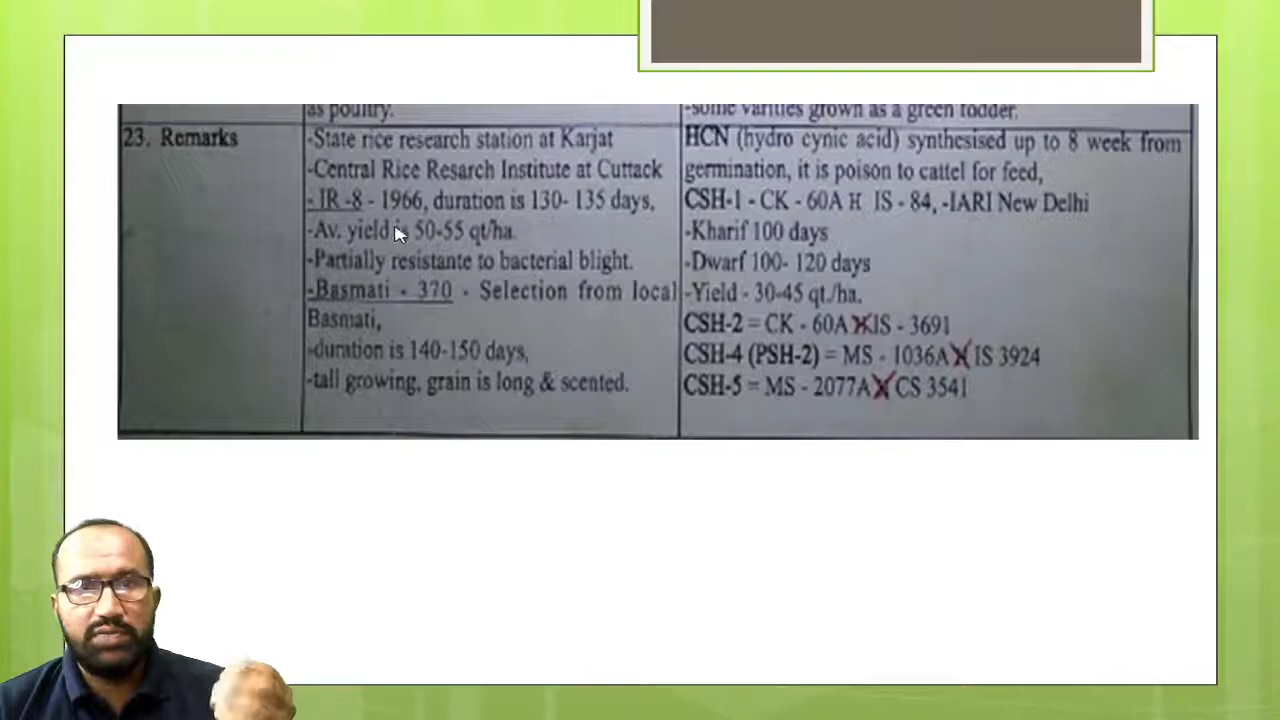 as poultry.
-some varities grown as a green fodder.
23. Remarks
-State rice research station at Karjat
-Central Rice Resarch Institute at Cuttack
- IR -8 - 1966, duration is 130- 135 days,
-Av. yield is 50-55 qt/ha.
-Partially resistante to bacterial blight.
-Basmati - 370 - Selection from local
Basmati,
-duration is 140-150 days,
-tall growing, grain is long & scented.
HCN (hydro cynic acid) synthesised up to 8 week from
germination, it is poison to cattel for feed,
CSH-1 - CK - 60A H IS - 84, -IARI New Delhi
-Kharif 100 days
-Dwarf 100- 120 days
-Yield - 30-45 qt./ha.
CSH-2 = CK - 60A X IS - 3691
CSH-4 (PSH-2) = MS - 1036A X IS 3924
CSH-5 = MS - 2077A X CS 3541